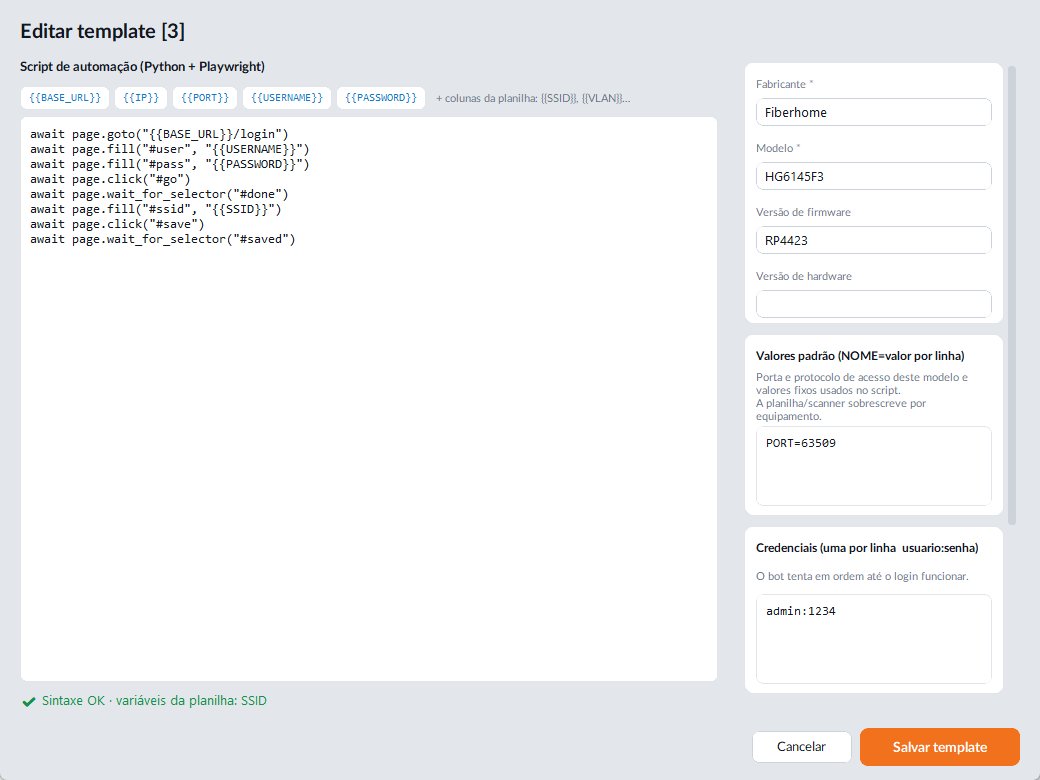 Editar template [3]
Script de automação (Python + Playwright)
{{BASE_URL}} {{IP}} {{PORT}} {{USERNAME}} {{PASSWORD}} + colunas da planilha: {{SSID}}, {{VLAN}}...
await page.goto("{{BASE_URL}}/login")
await page.fill("#user", "{{USERNAME}}")
await page.fill("#pass", "{{PASSWORD}}")
await page.click("#go")
await page.wait_for_selector("#done")
await page.fill("#ssid", "{{SSID}}")
await page.click("#save")
await page.wait_for_selector("#saved")
Sintaxe OK · variáveis da planilha: SSID
Fabricante *
Fiberhome
Modelo *
HG6145F3
Versão de firmware
RP4423
Versão de hardware
Valores padrão (NOME=valor por linha)
Porta e protocolo de acesso deste modelo e
valores fixos usados no script.
A planilha/scanner sobrescreve por
equipamento.
PORT=63509
Credenciais (uma por linha usuario:senha)
O bot tenta em ordem até o login funcionar.
admin:1234
Cancelar
Salvar template